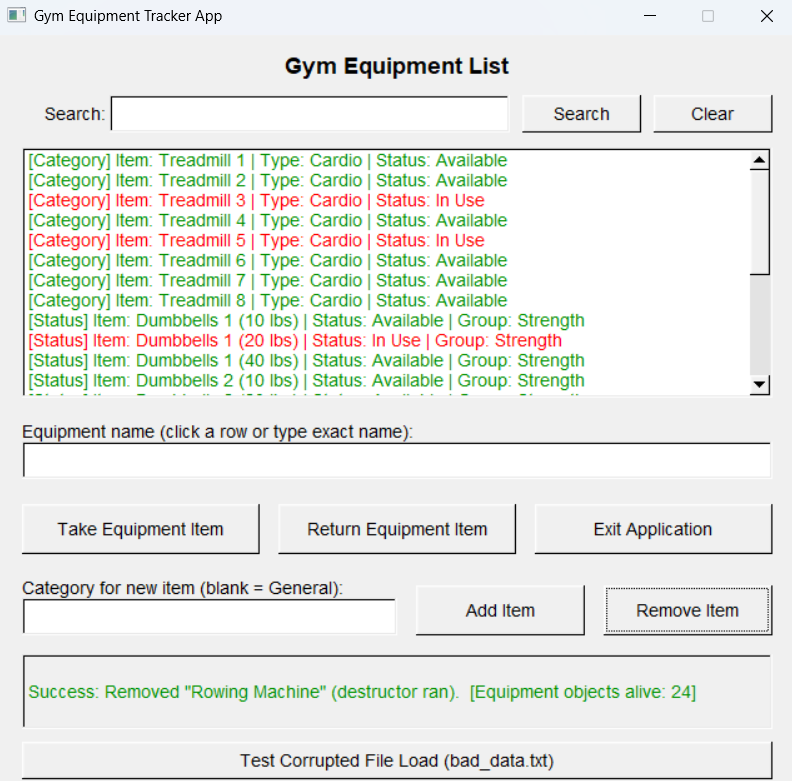 Gym Equipment Tracker App
Gym Equipment List
Search: Search Clear
[Category] Item: Treadmill 1 | Type: Cardio | Status: Available
[Category] Item: Treadmill 2 | Type: Cardio | Status: Available
[Category] Item: Treadmill 3 | Type: Cardio | Status: In Use
[Category] Item: Treadmill 4 | Type: Cardio | Status: Available
[Category] Item: Treadmill 5 | Type: Cardio | Status: In Use
[Category] Item: Treadmill 6 | Type: Cardio | Status: Available
[Category] Item: Treadmill 7 | Type: Cardio | Status: Available
[Category] Item: Treadmill 8 | Type: Cardio | Status: Available
[Status] Item: Dumbbells 1 (10 lbs) | Status: Available | Group: Strength
[Status] Item: Dumbbells 1 (20 lbs) | Status: In Use | Group: Strength
[Status] Item: Dumbbells 1 (40 lbs) | Status: Available | Group: Strength
[Status] Item: Dumbbells 2 (10 lbs) | Status: Available | Group: Strength
Equipment name (click a row or type exact name):
Take Equipment Item Return Equipment Item Exit Application
Category for new item (blank = General):
Add Item Remove Item
Success: Removed "Rowing Machine" (destructor ran).  [Equipment objects alive: 24]
Test Corrupted File Load (bad_data.txt)